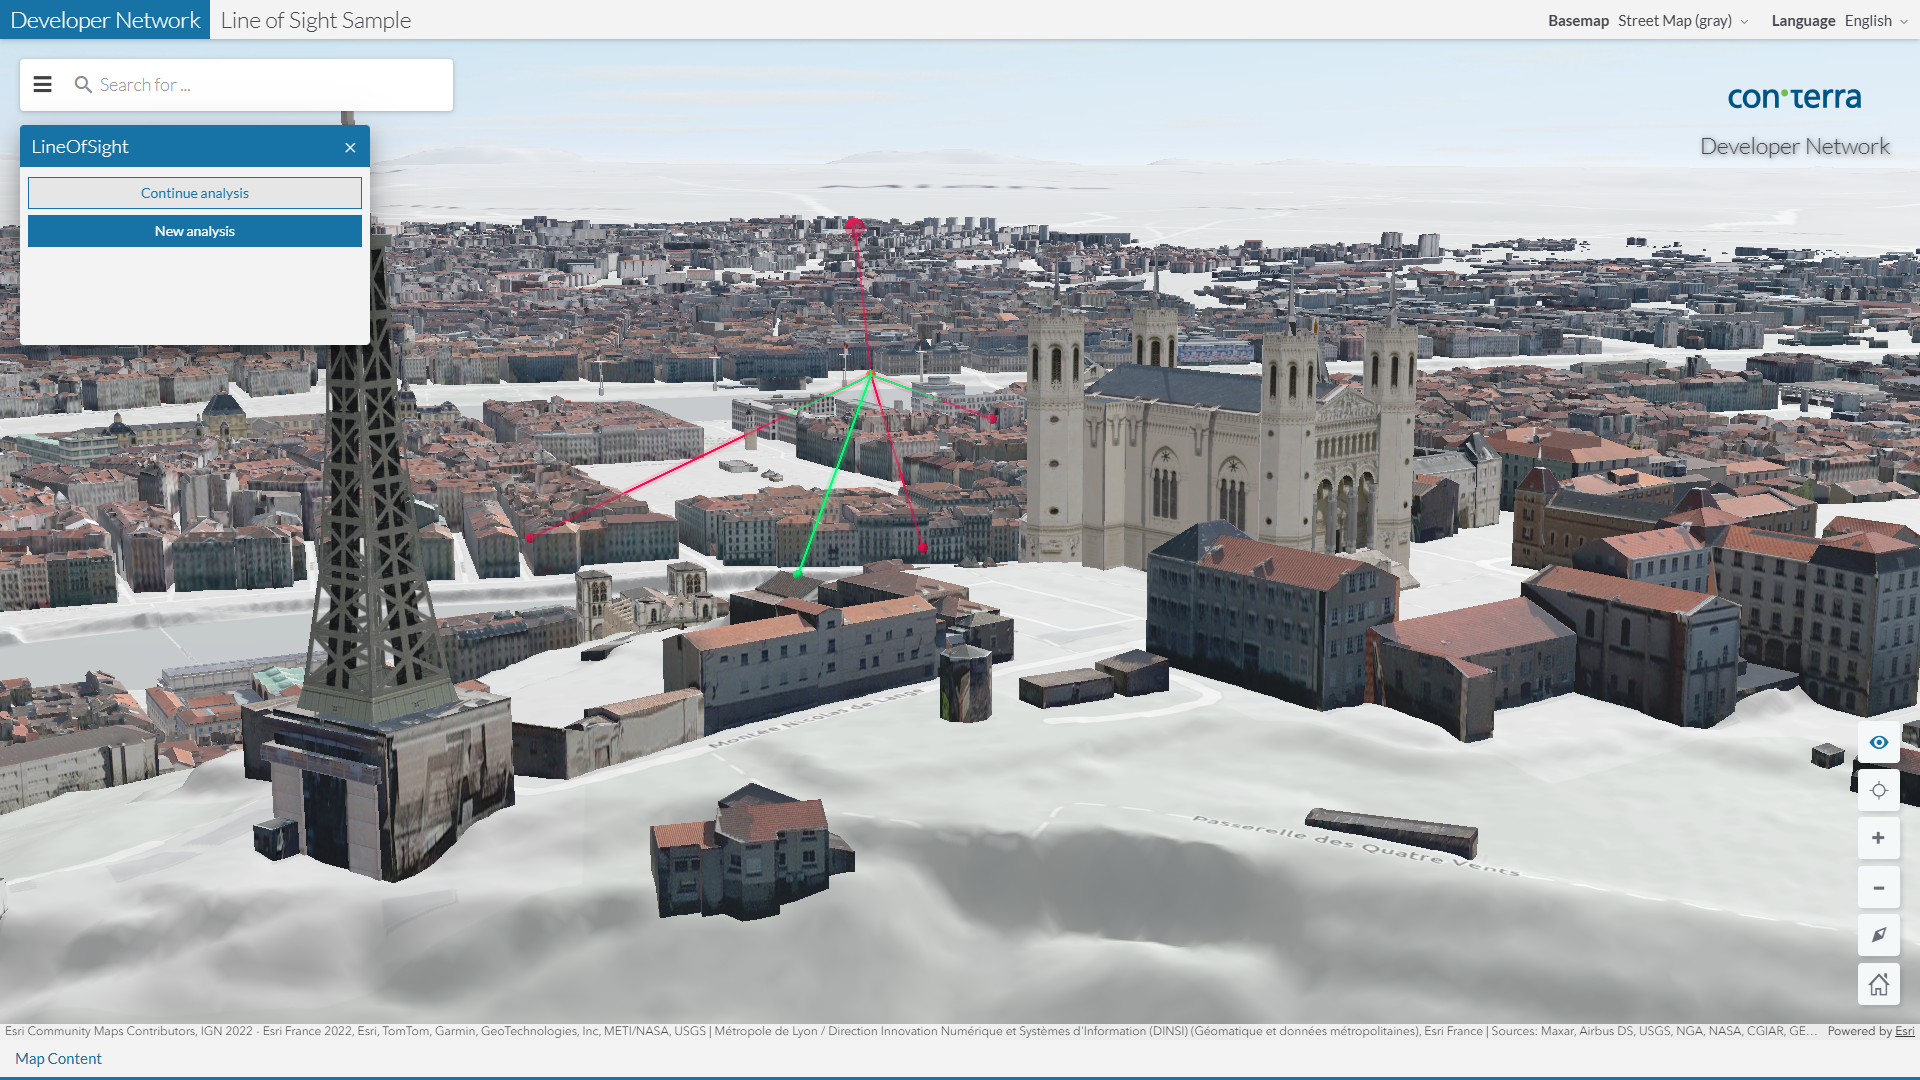 Developer Network
Line of Sight Sample
Basemap Street Map (gray)
Language English
Search for ...
con terra
Developer Network
LineOfSight
Continue analysis
New analysis
Montée Nicolas de Lange
Passerelle des Quatre Vents
Esri Community Maps Contributors, IGN 2022 - Esri France 2022, Esri, TomTom, Garmin, GeoTechnologies, Inc, METI/NASA, USGS | Métropole de Lyon / Direction Innovation Numérique et Systèmes d'Information (DINSI) (Géomatique et données métropolitaines), Esri France | Sources: Maxar, Airbus DS, USGS, NGA, NASA, CGIAR, GE...
Powered by Esri
Map Content